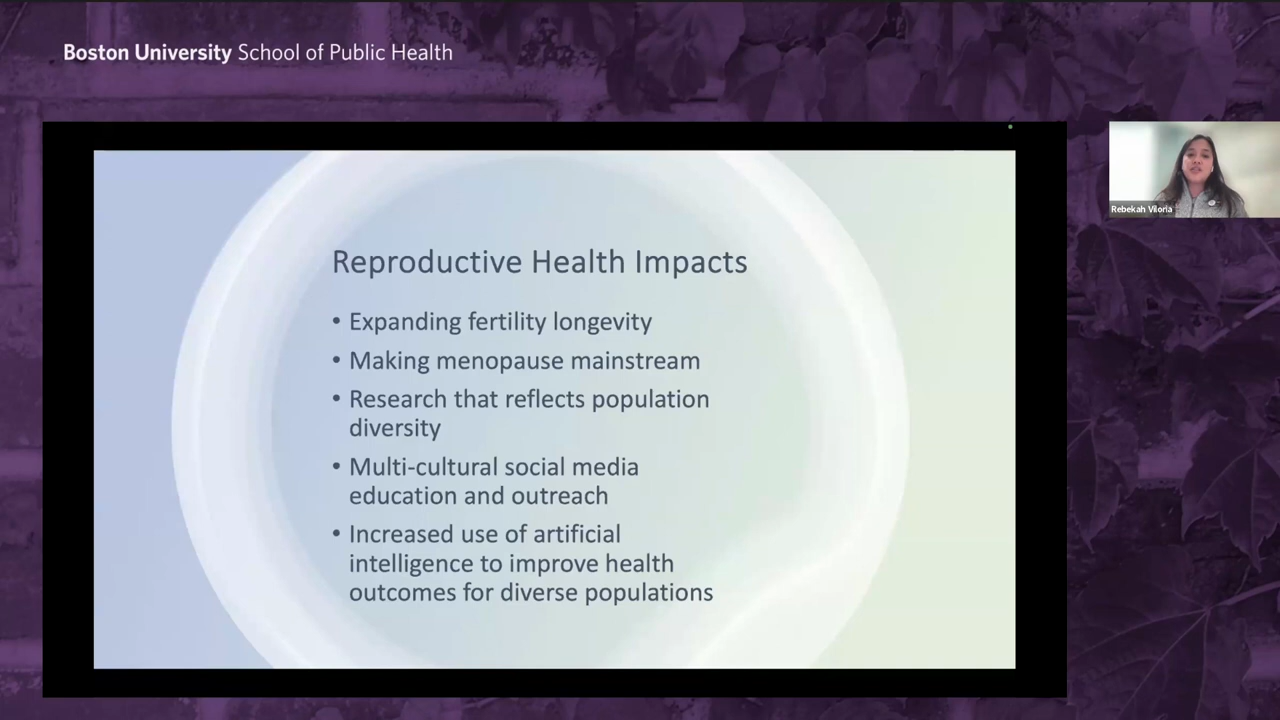 Boston University School of Public Health
Rebekah Viloria
Reproductive Health Impacts
• Expanding fertility longevity
• Making menopause mainstream
• Research that reflects population
diversity
• Multi-cultural social media
education and outreach
• Increased use of artificial
intelligence to improve health
outcomes for diverse populations